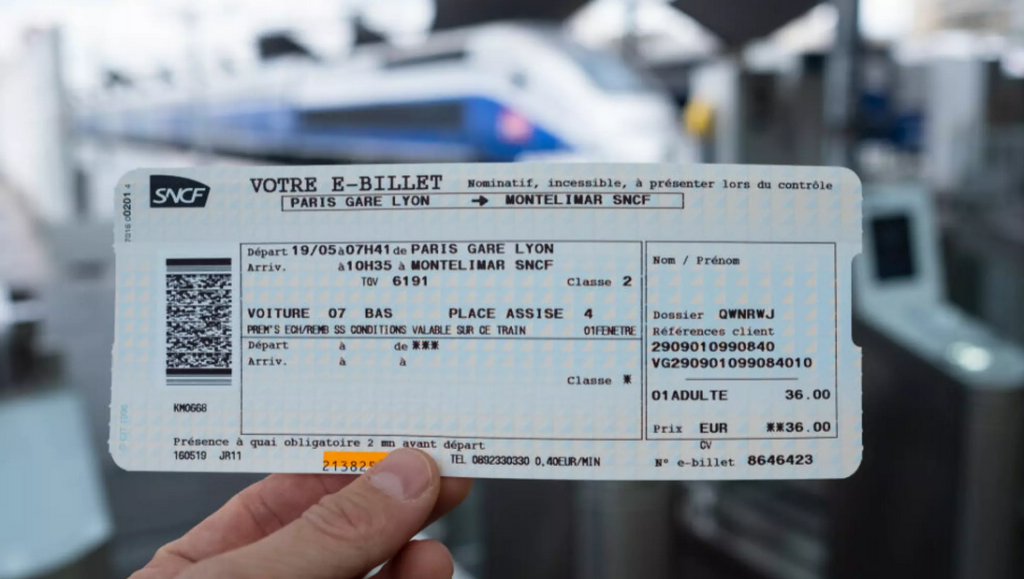 SNCF
VOTRE E-BILLET Nominatif, incessible, à présenter lors du contrôle
PARIS GARE LYON → MONTELIMAR SNCF
Départ 19/05 à 07H41 de PARIS GARE LYON
Arriv. à 10H35 à MONTELIMAR SNCF
TGV 6191 Classe 2
VOITURE 07 BAS PLACE ASSISE 4
PREM'S ECH/REMB SS CONDITIONS VALABLE SUR CE TRAIN 01FENETRE
Départ à de ***
Arriv. à à
Classe *
Nom / Prénom
Dossier QWNRWJ
Références client
2909010990840
VG290901099084010
01ADULTE 36.00
Prix EUR **36.00
CV
N° e-billet 8646423
KM0668
Présence à quai obligatoire 2 mn avant départ
160519 JR11
TEL 0892330330 0,40EUR/MIN